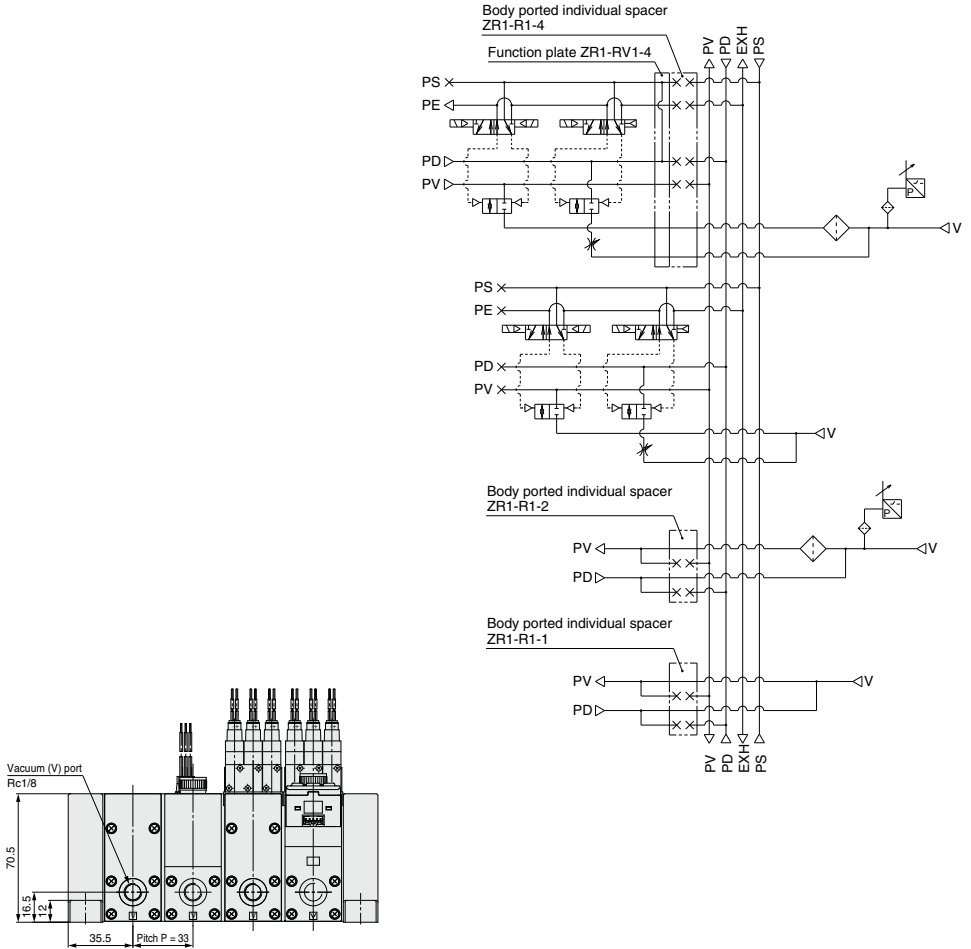 Body ported individual spacer
ZR1-R1-4
Function plate ZR1-RV1-4
PV
PD
EXH
PS
PS
PE
PD
PV
P
V
PS
PE
PD
PV
V
Body ported individual spacer
ZR1-R1-2
P
PV
V
PD
Body ported individual spacer
ZR1-R1-1
PV
V
PD
PV
PD
EXH
PS
Vacuum (V) port
Rc1/8
70.5
16.5
12
V
V
V
V
35.5
Pitch P = 33